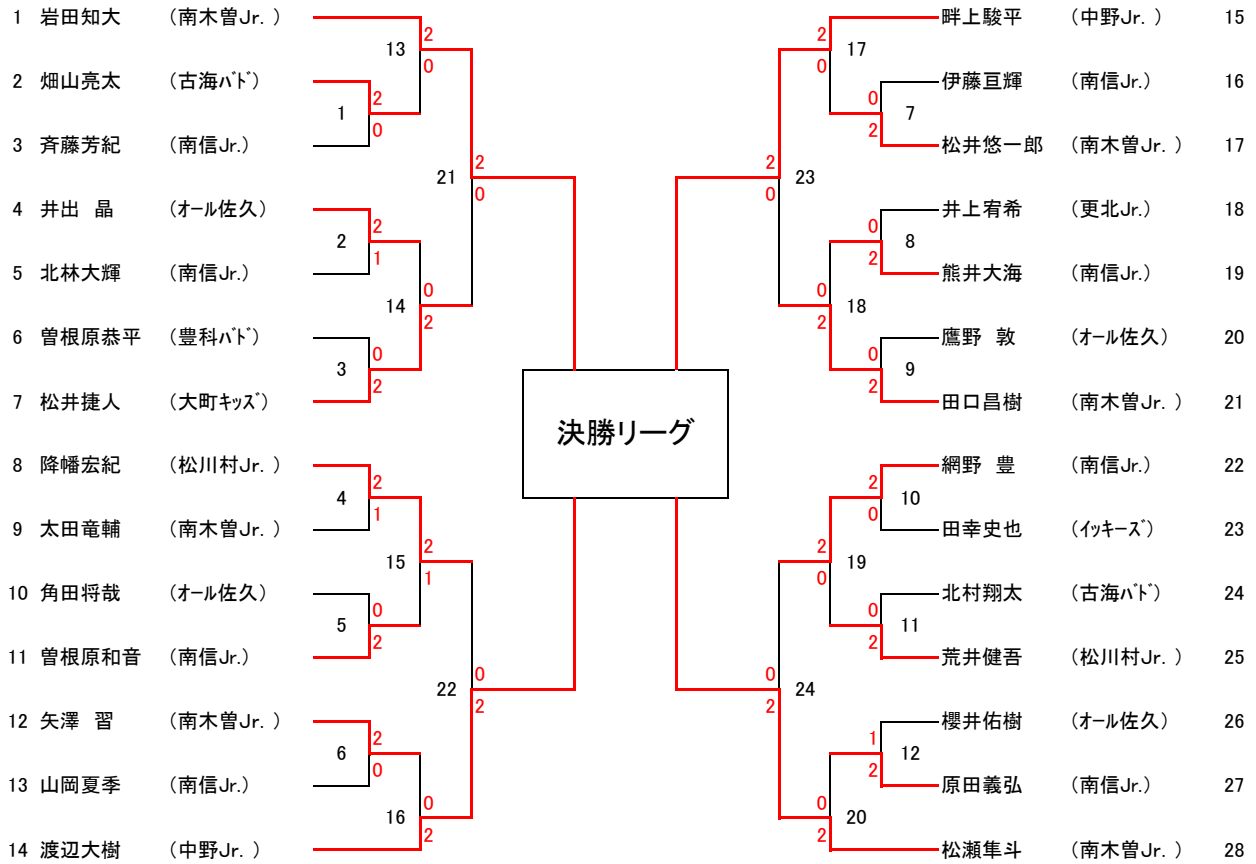 1 岩田知大 (南木曽Jr. )
2 畑山亮太 (古海ﾊﾞﾄﾞ)
3 斉藤芳紀 (南信Jr.)
4 井出 晶 (ｵｰﾙ佐久)
5 北林大輝 (南信Jr.)
6 曽根原恭平 (豊科ﾊﾞﾄﾞ)
7 松井捷人 (大町ｷｯｽﾞ)
8 降幡宏紀 (松川村Jr. )
9 太田竜輔 (南木曽Jr. )
10 角田将哉 (ｵｰﾙ佐久)
11 曽根原和音 (南信Jr.)
12 矢澤 習 (南木曽Jr. )
13 山岡夏季 (南信Jr.)
14 渡辺大樹 (中野Jr. )
13 2 0
1 2 0
21 2 0
2 2 1
14 0 2
3 0 2
4 2 1
15 2 1
5 0 2
22 0 2
6 2 0
16 0 2
決勝リーグ
2 0 17
0 2 7
2 0 23
0 2 8
0 2 18
0 2 9
2 0 10
2 0 19
0 2 11
0 2 24
1 2 12
0 2 20
畔上駿平 (中野Jr. ) 15
伊藤亘輝 (南信Jr.) 16
松井悠一郎 (南木曽Jr. ) 17
井上宥希 (更北Jr.) 18
熊井大海 (南信Jr.) 19
鷹野 敦 (ｵｰﾙ佐久) 20
田口昌樹 (南木曽Jr. ) 21
網野 豊 (南信Jr.) 22
田幸史也 (ｲｯｷｰｽﾞ) 23
北村翔太 (古海ﾊﾞﾄﾞ) 24
荒井健吾 (松川村Jr. ) 25
櫻井佑樹 (ｵｰﾙ佐久) 26
原田義弘 (南信Jr.) 27
松瀬隼斗 (南木曽Jr. ) 28